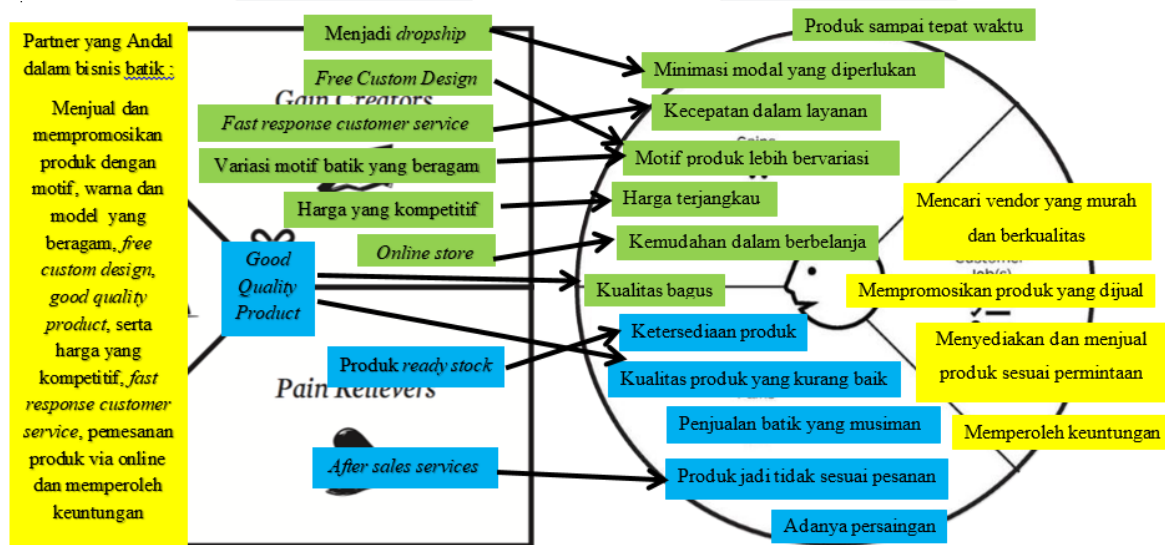 Partner yang Andal
dalam bisnis batik :
Menjual dan
mempromosikan
produk dengan
motif, warna dan
model yang
beragam, free
custom design,
good quality
product, serta
harga yang
kompetitif, fast
response customer
service, pemesanan
produk via online
dan memperoleh
keuntungan
Menjadi dropship
Free Custom Design
Gain Creators
Fast response customer service
Variasi motif batik yang beragam
Harga yang kompetitif
Online store
Good
Quality
Product
Produk ready stock
Pain Relievers
After sales services
Produk sampai tepat waktu
Minimasi modal yang diperlukan
Kecepatan dalam layanan
Motif produk lebih bervariasi
Harga terjangkau
Kemudahan dalam berbelanja
Kualitas bagus
Ketersediaan produk
Kualitas produk yang kurang baik
Penjualan batik yang musiman
Produk jadi tidak sesuai pesanan
Adanya persaingan
Mencari vendor yang murah
dan berkualitas
Customer
Job(s)
Mempromosikan produk yang dijual
Menyediakan dan menjual
produk sesuai permintaan
Memperoleh keuntungan